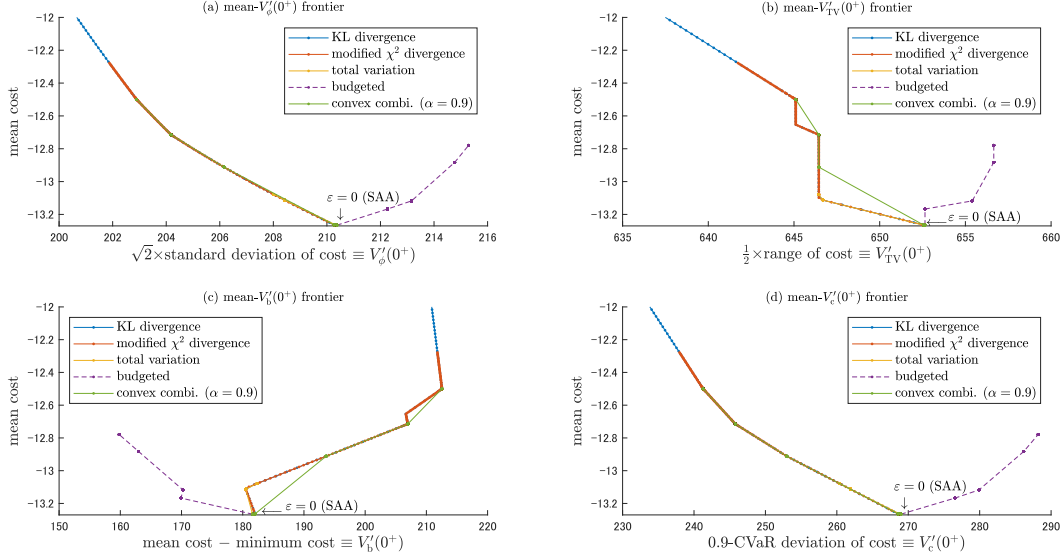 (a) mean-V′ϕ(0⁺) frontier
mean cost
-12
-12.2
-12.4
-12.6
-12.8
-13
-13.2
KL divergence
modified χ² divergence
total variation
budgeted
convex combi. (α = 0.9)
ε = 0 (SAA)
200 202 204 206 208 210 212 214 216
√2×standard deviation of cost ≡ V′ϕ(0⁺)
(b) mean-V′TV(0⁺) frontier
mean cost
-12
-12.2
-12.4
-12.6
-12.8
-13
-13.2
KL divergence
modified χ² divergence
total variation
budgeted
convex combi. (α = 0.9)
ε = 0 (SAA)
635 640 645 650 655 660
½×range of cost ≡ V′TV(0⁺)
(c) mean-V′b(0⁺) frontier
mean cost
-12
-12.2
-12.4
-12.6
-12.8
-13
-13.2
KL divergence
modified χ² divergence
total variation
budgeted
convex combi. (α = 0.9)
ε = 0 (SAA)
150 160 170 180 190 200 210 220
mean cost − minimum cost ≡ V′b(0⁺)
(d) mean-V′c(0⁺) frontier
mean cost
-12
-12.2
-12.4
-12.6
-12.8
-13
-13.2
KL divergence
modified χ² divergence
total variation
budgeted
convex combi. (α = 0.9)
ε = 0 (SAA)
230 240 250 260 270 280 290
0.9-CVaR deviation of cost ≡ V′c(0⁺)